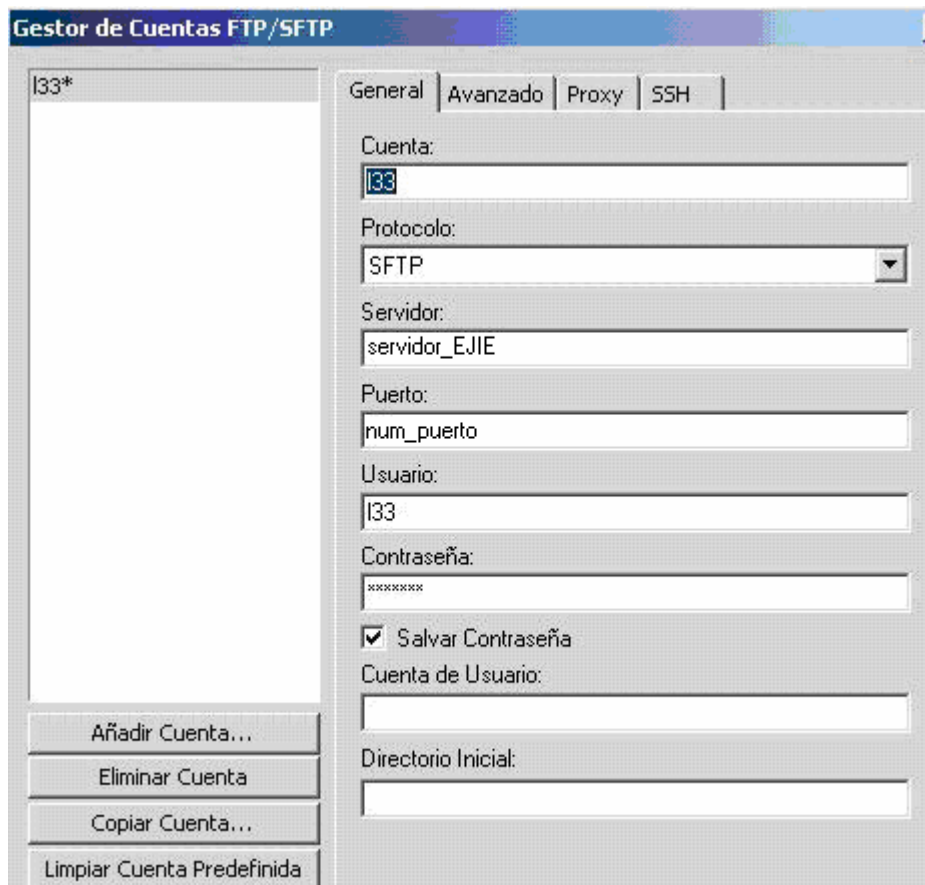 Gestor de Cuentas FTP/SFTP
l33*
General Avanzado Proxy SSH
Cuenta:
l33
Protocolo:
SFTP
Servidor:
servidor_EJIE
Puerto:
num_puerto
Usuario:
l33
Contraseña:
*******
Salvar Contraseña
Cuenta de Usuario:
Directorio Inicial:
Añadir Cuenta...
Eliminar Cuenta
Copiar Cuenta...
Limpiar Cuenta Predefinida